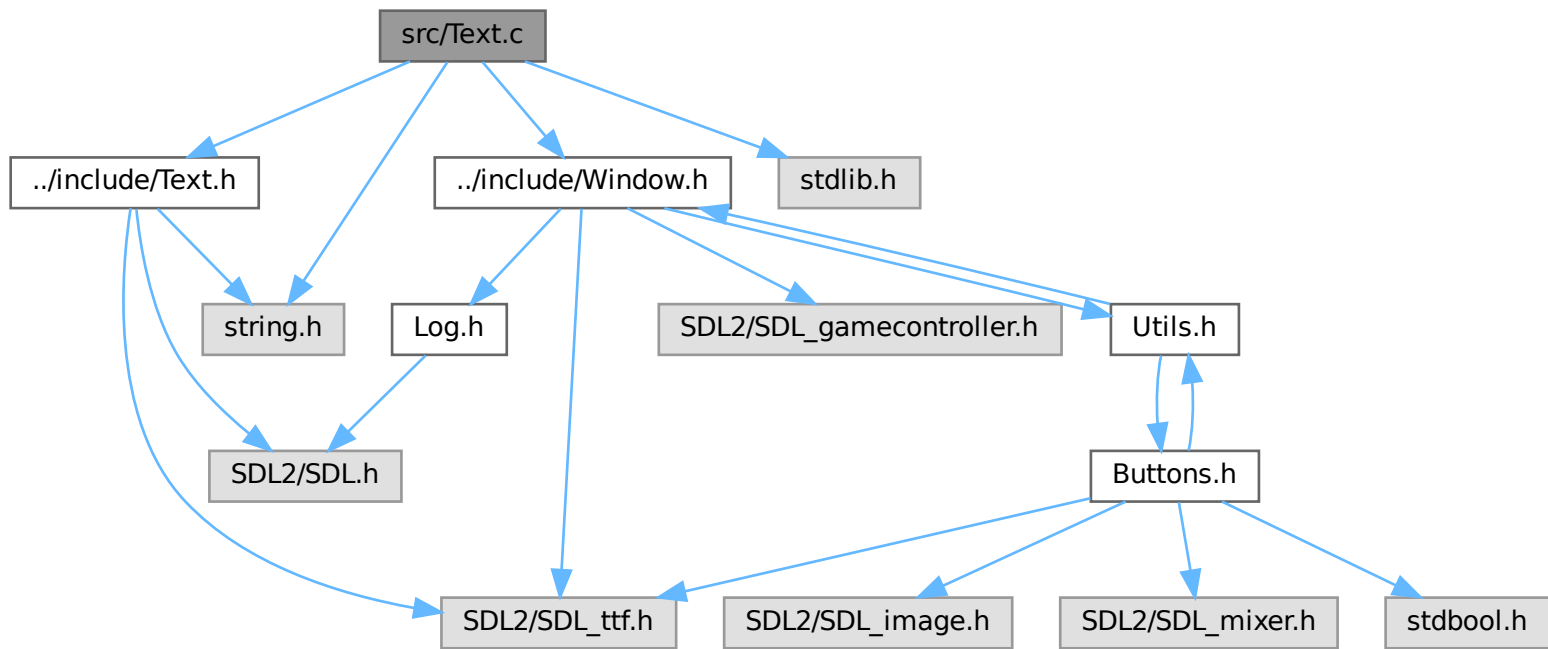 src/Text.c
../include/Text.h
../include/Window.h
stdlib.h
string.h
Log.h
SDL2/SDL_gamecontroller.h
Utils.h
SDL2/SDL.h
Buttons.h
SDL2/SDL_ttf.h
SDL2/SDL_image.h
SDL2/SDL_mixer.h
stdbool.h